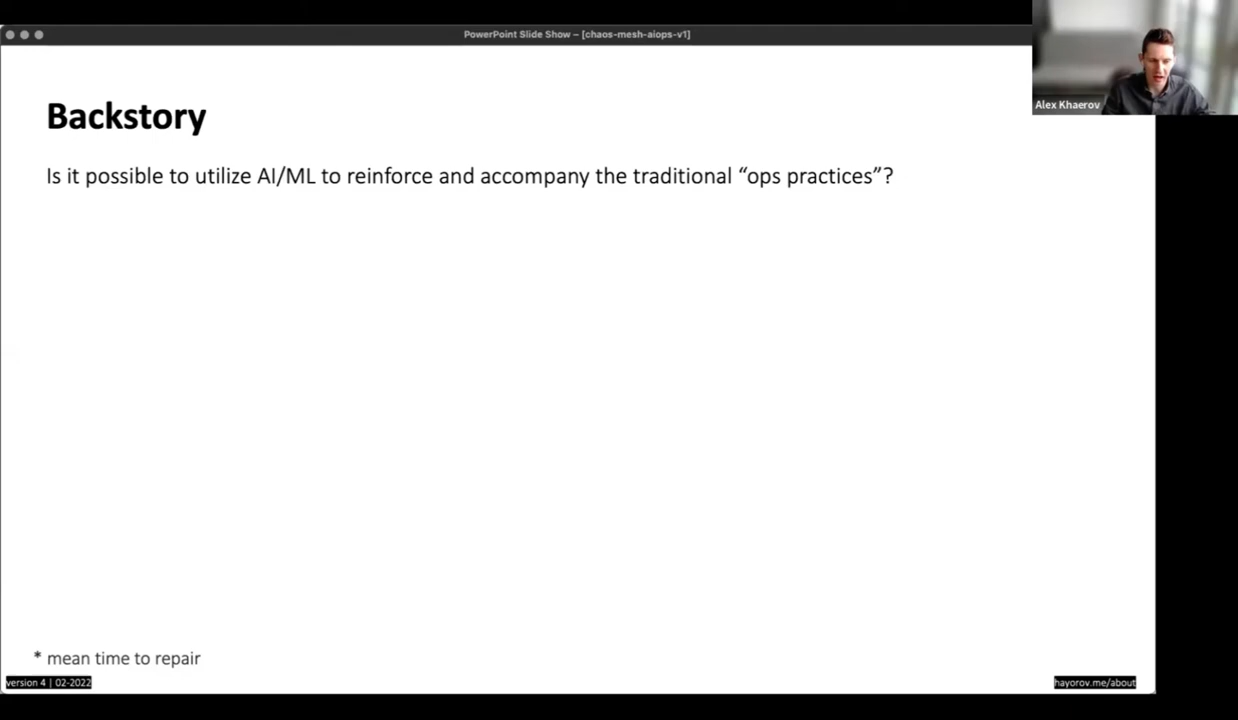 PowerPoint Slide Show – [chaos-mesh-aiops-v1]
Alex Khaerov
Backstory
Is it possible to utilize AI/ML to reinforce and accompany the traditional “ops practices”?
* mean time to repair
version 4 | 02-2022
hayorov.me/about